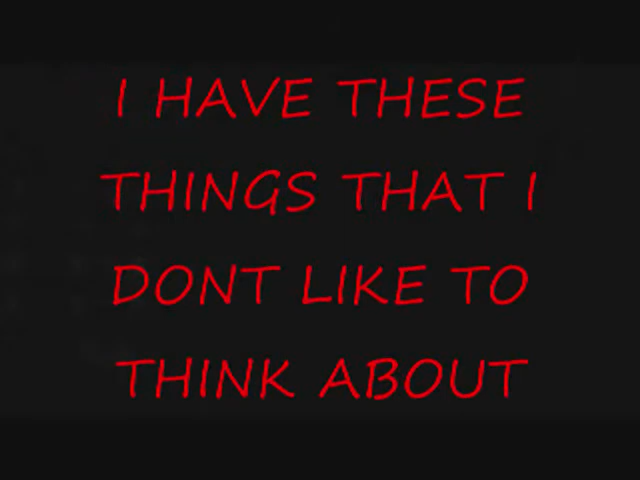 I HAVE THESE
THINGS THAT I
DONT LIKE TO
THINK ABOUT